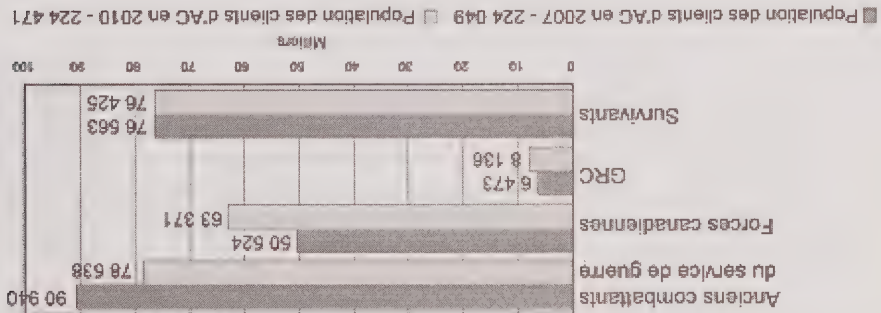 Anciens combattants 90 940
du service de guerre 78 638
50 624
Forces canadiennes
63 371
GRC 6 473
8 136
Survivants 76 563
76 425
0 10 20 30 40 50 60 70 80 90 100
Milliers
Population des clients d'AC en 2007 - 224 049 Population des clients d'AC en 2010 - 224 471